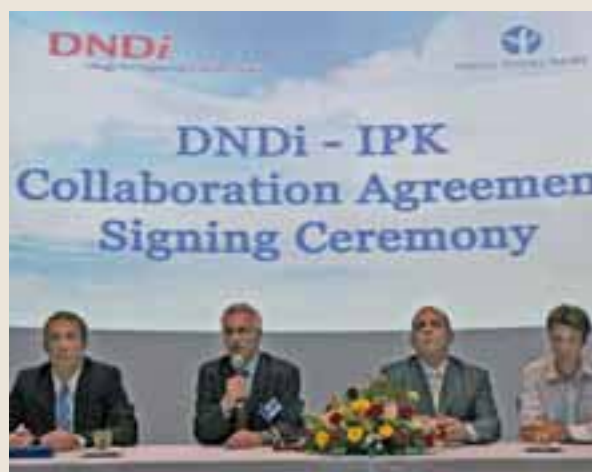 DNDi
DNDi - IPK
Collaboration Agreemen
Signing Ceremony